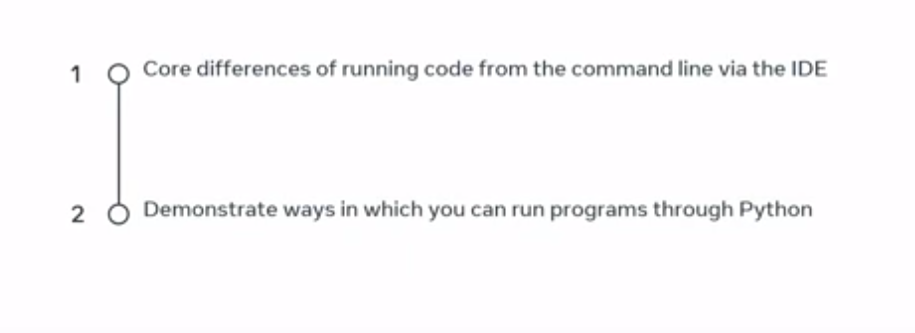 1 Core differences of running code from the command line via the IDE
2 Demonstrate ways in which you can run programs through Python